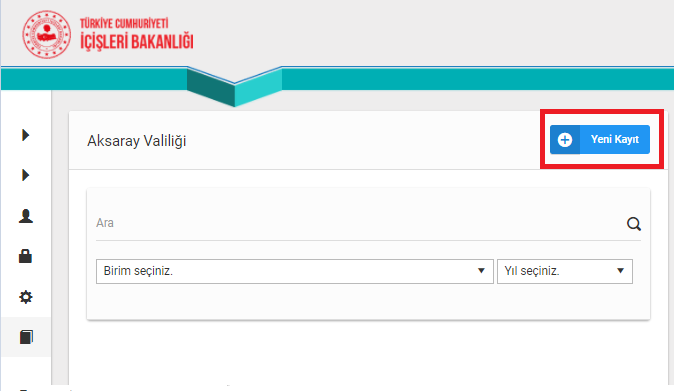 TÜRKİYE CUMHURİYETİ
İÇİŞLERİ BAKANLIĞI
Aksaray Valiliği
Yeni Kayıt
Ara
Birim seçiniz.
Yıl seçiniz.